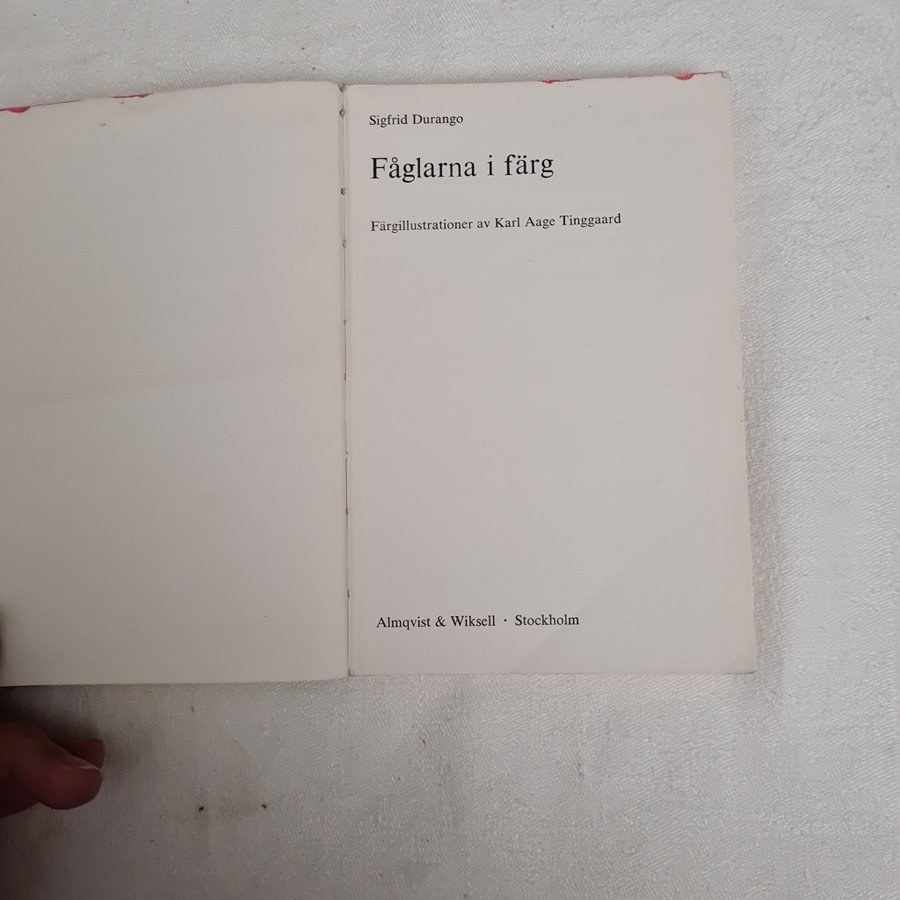 Sigfrid Durango
Fåglarna i färg
Färgillustrationer av Karl Aage Tinggaard
Almqvist & Wiksell · Stockholm